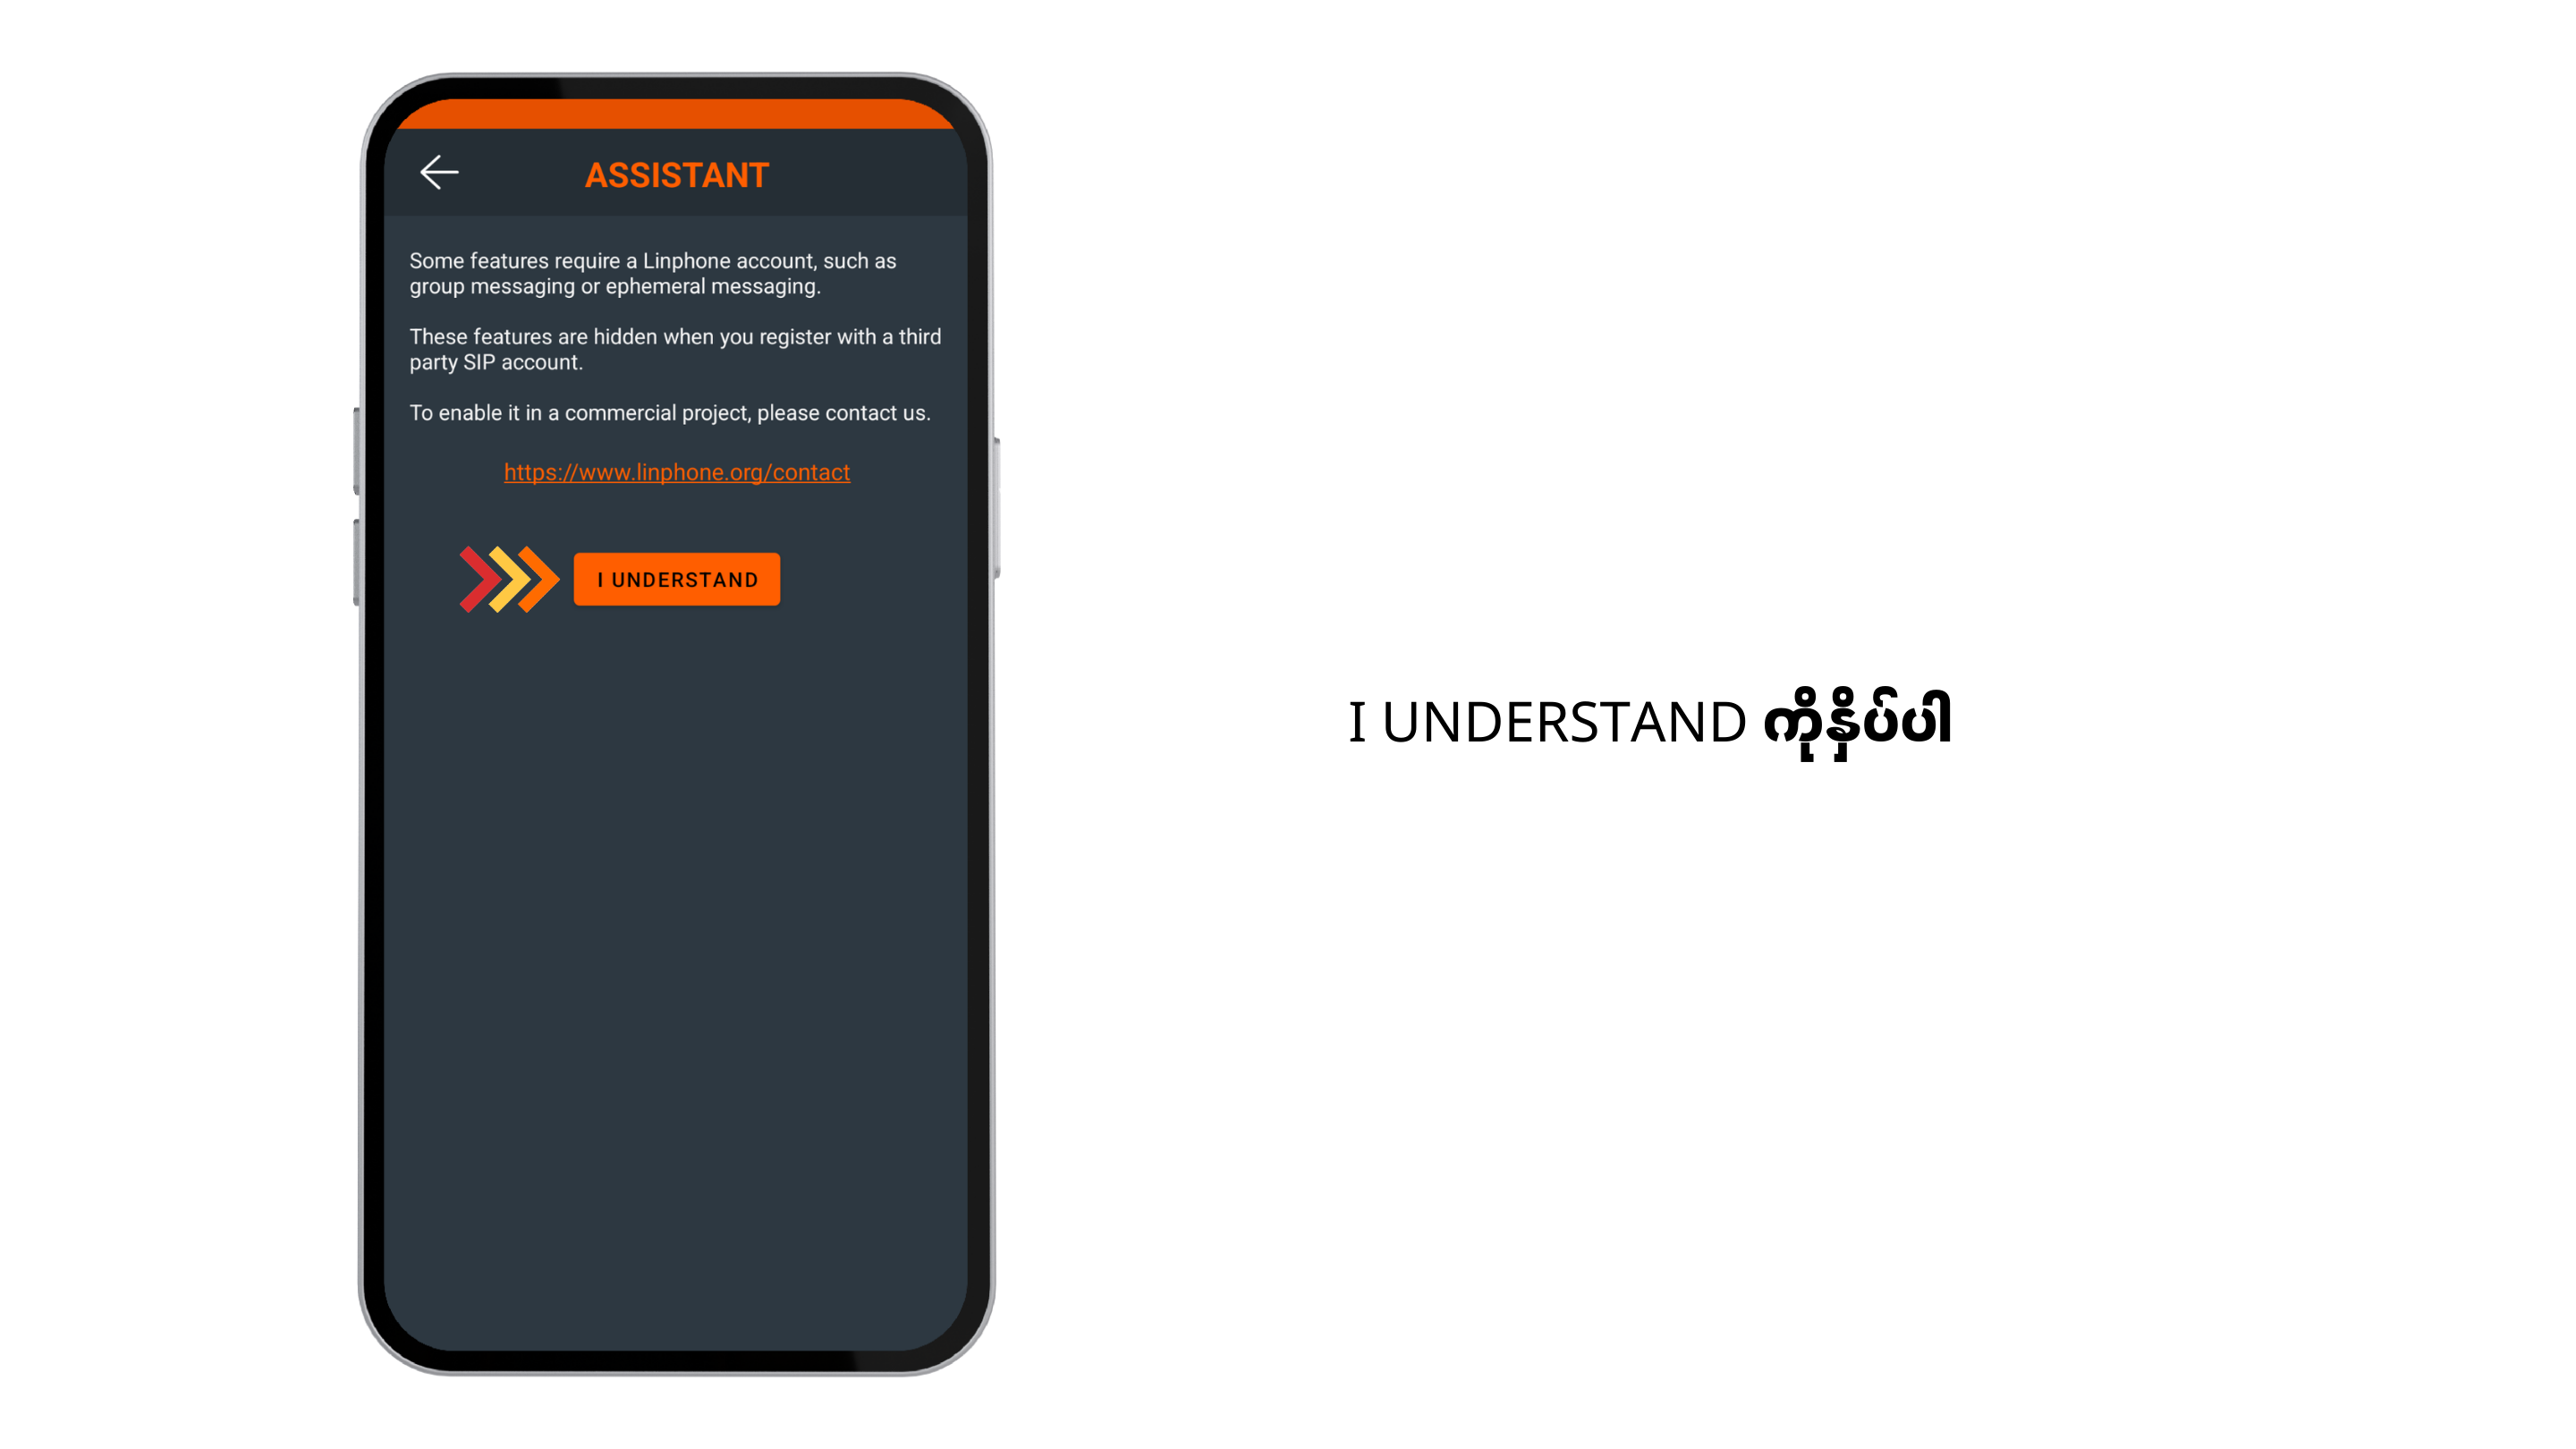 ASSISTANT
Some features require a Linphone account, such as
group messaging or ephemeral messaging.
These features are hidden when you register with a third
party SIP account.
To enable it in a commercial project, please contact us.
https://www.linphone.org/contact
I UNDERSTAND
I UNDERSTAND ကိုနှိပ်ပါ